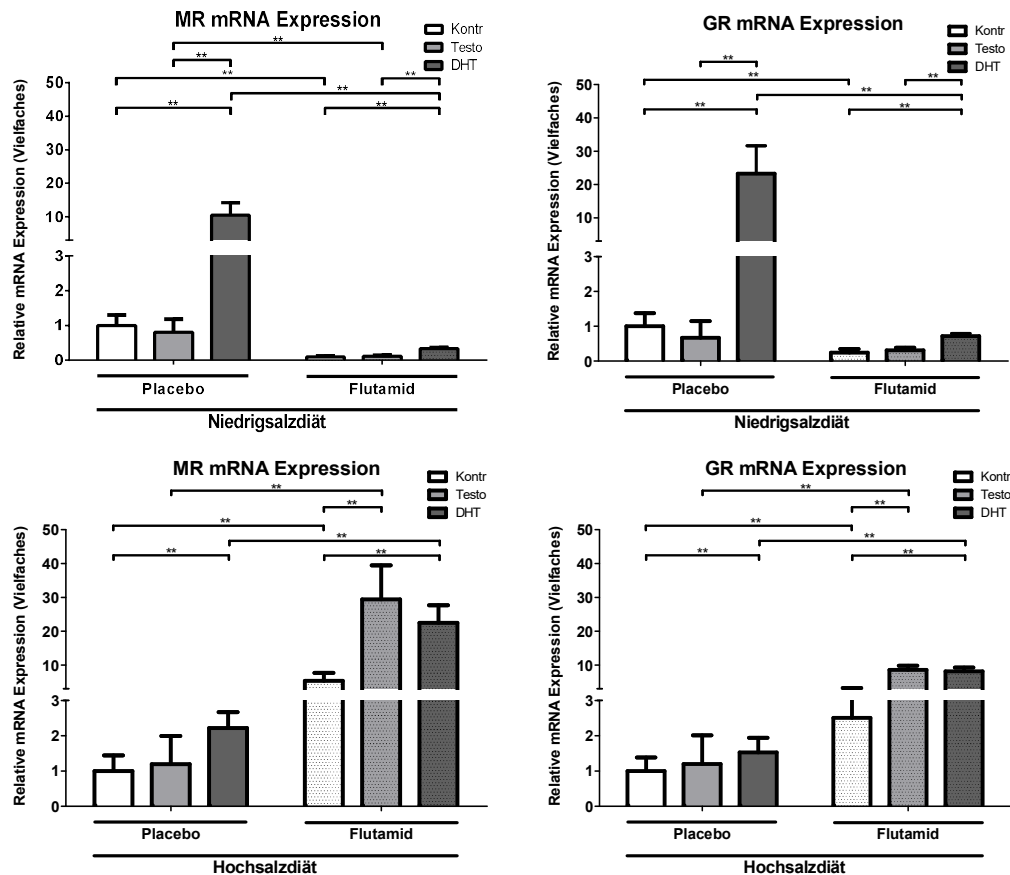 MR mRNA Expression
Kontr
Testo
DHT
**
**
**
**
**
**
**
Relative mRNA Expression (Vielfaches)
50
40
30
20
10
3
2
1
0
Placebo
Flutamid
Niedrigsalzdiät
GR mRNA Expression
Kontr
Testo
DHT
**
**
**
**
**
**
Relative mRNA Expression (Vielfaches)
50
40
30
20
10
3
2
1
0
Placebo
Flutamid
Niedrigsalzdiät
MR mRNA Expression
Kontr
Testo
DHT
**
**
**
**
**
**
Relative mRNA Expression (Vielfaches)
50
40
30
20
10
3
2
1
0
Placebo
Flutamid
Hochsalzdiät
GR mRNA Expression
Kontr
Testo
DHT
**
**
**
**
**
**
Relative mRNA Expression (Vielfaches)
50
40
30
20
10
3
2
1
0
Placebo
Flutamid
Hochsalzdiät